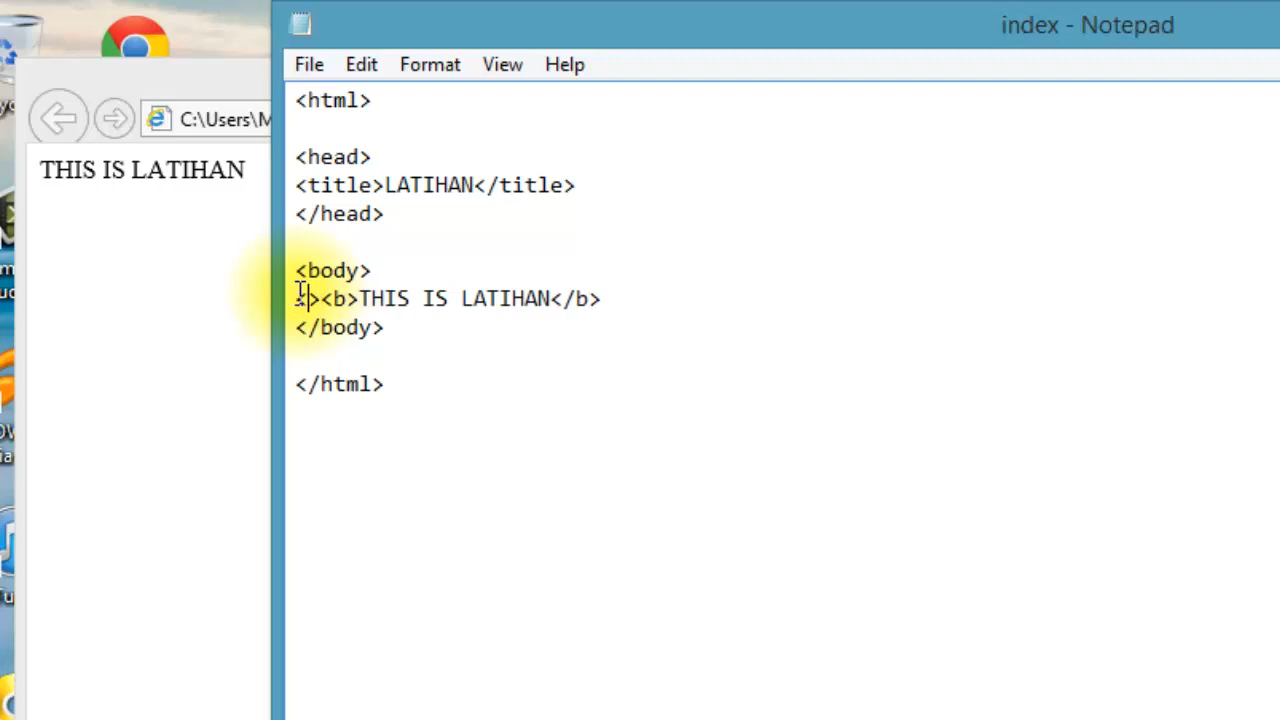 index - Notepad
File Edit Format View Help
C:\Users\M
THIS IS LATIHAN
<html>
<head>
<title>LATIHAN</title>
</head>
<body>
<><b>THIS IS LATIHAN</b>
</body>
</html>